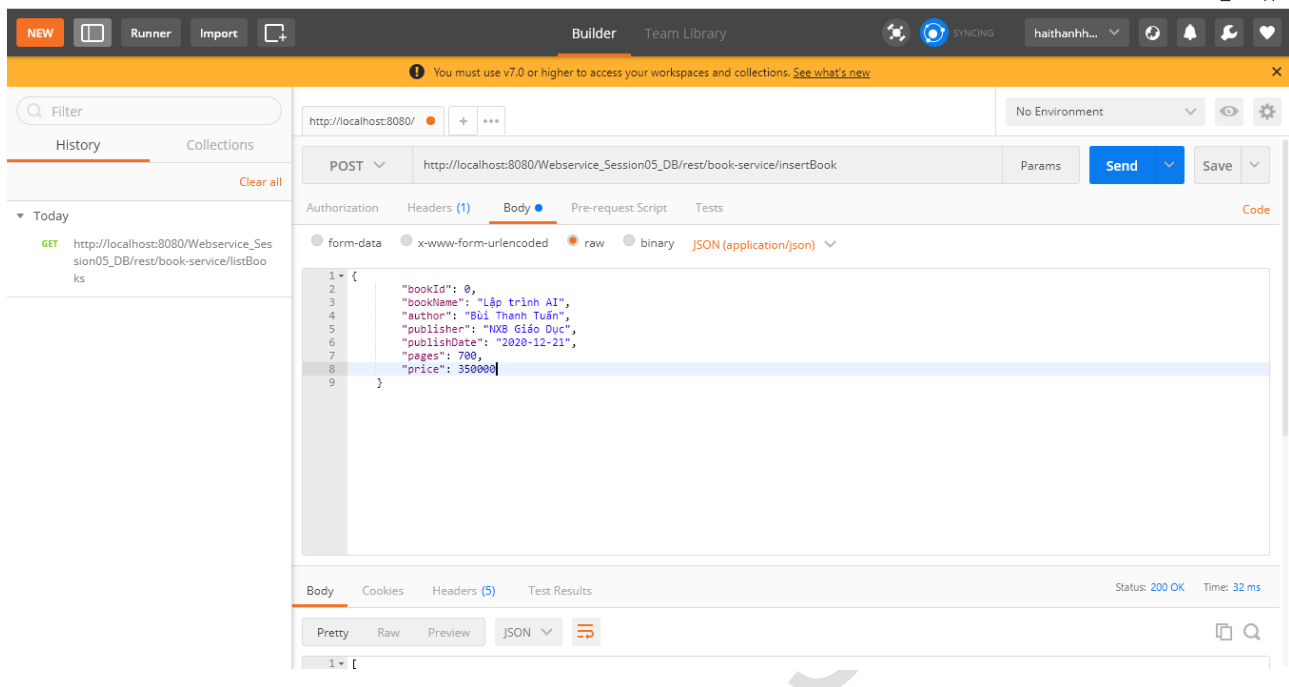 NEW
Runner
Import
Builder
Team Library
SYNCING
haithanhh...
You must use v7.0 or higher to access your workspaces and collections. See what's new
Filter
History
Collections
Clear all
Today
GET http://localhost:8080/Webservice_Ses
sion05_DB/rest/book-service/listBoo
ks
http://localhost:8080/
No Environment
POST
http://localhost:8080/Webservice_Session05_DB/rest/book-service/insertBook
Params
Send
Save
Authorization
Headers (1)
Body
Pre-request Script
Tests
Code
form-data
x-www-form-urlencoded
raw
binary
JSON (application/json)
1 {
2 "bookId": 0,
3 "bookName": "Lập trình AI",
4 "author": "Bùi Thanh Tuấn",
5 "publisher": "NXB Giáo Dục",
6 "publishDate": "2020-12-21",
7 "pages": 700,
8 "price": 350000
9 }
Body
Cookies
Headers (5)
Test Results
Status: 200 OK
Time: 32 ms
Pretty
Raw
Preview
JSON
1 [